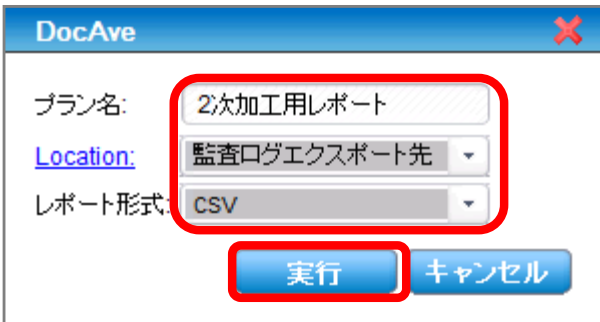 DocAve
プラン名: 2次加工用レポート
Location: 監査ログエクスポート先
レポート形式: CSV
実行 キャンセル